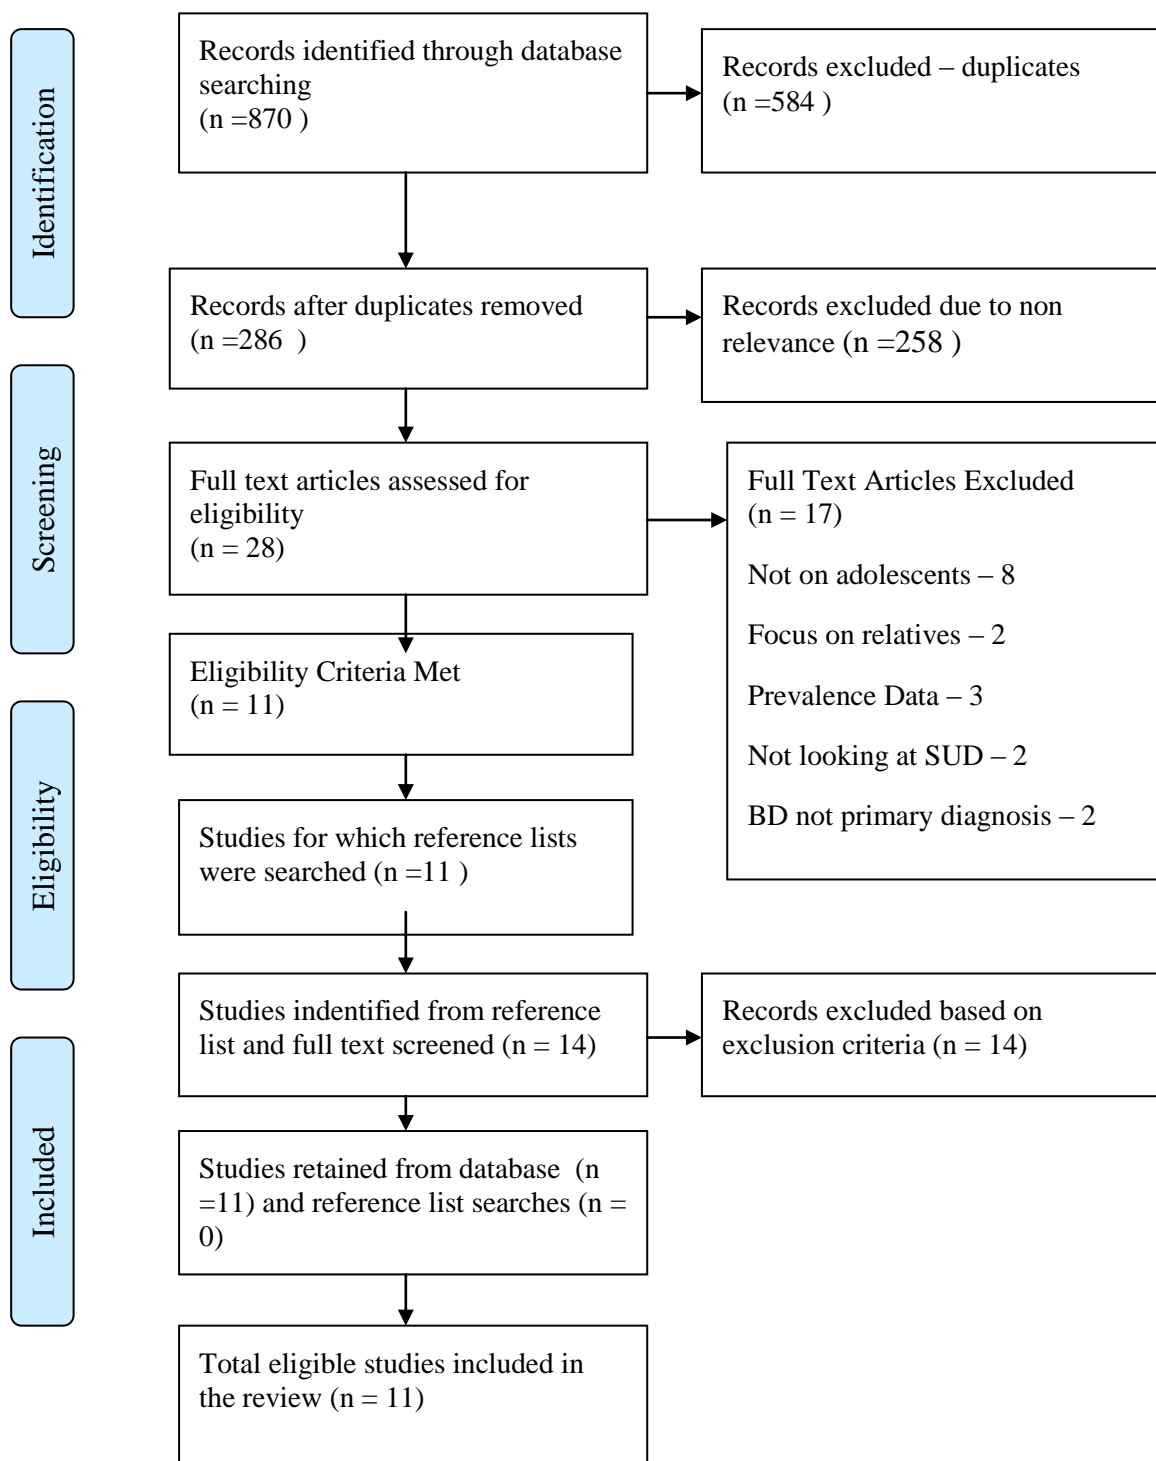 Identification
Records identified through database
searching
(n =870 )
Records excluded – duplicates
(n =584 )
Records after duplicates removed
(n =286  )
Records excluded due to non
relevance (n =258 )
Screening
Full text articles assessed for
eligibility
(n = 28)
Full Text Articles Excluded
(n = 17)
Not on adolescents – 8
Focus on relatives – 2
Prevalence Data – 3
Not looking at SUD – 2
BD not primary diagnosis – 2
Eligibility Criteria Met
(n = 11)
Eligibility
Studies for which reference lists
were searched (n =11 )
Studies indentified from reference
list and full text screened (n = 14)
Records excluded based on
exclusion criteria (n = 14)
Included
Studies retained from database  (n
=11) and reference list searches (n =
0)
Total eligible studies included in
the review (n = 11)